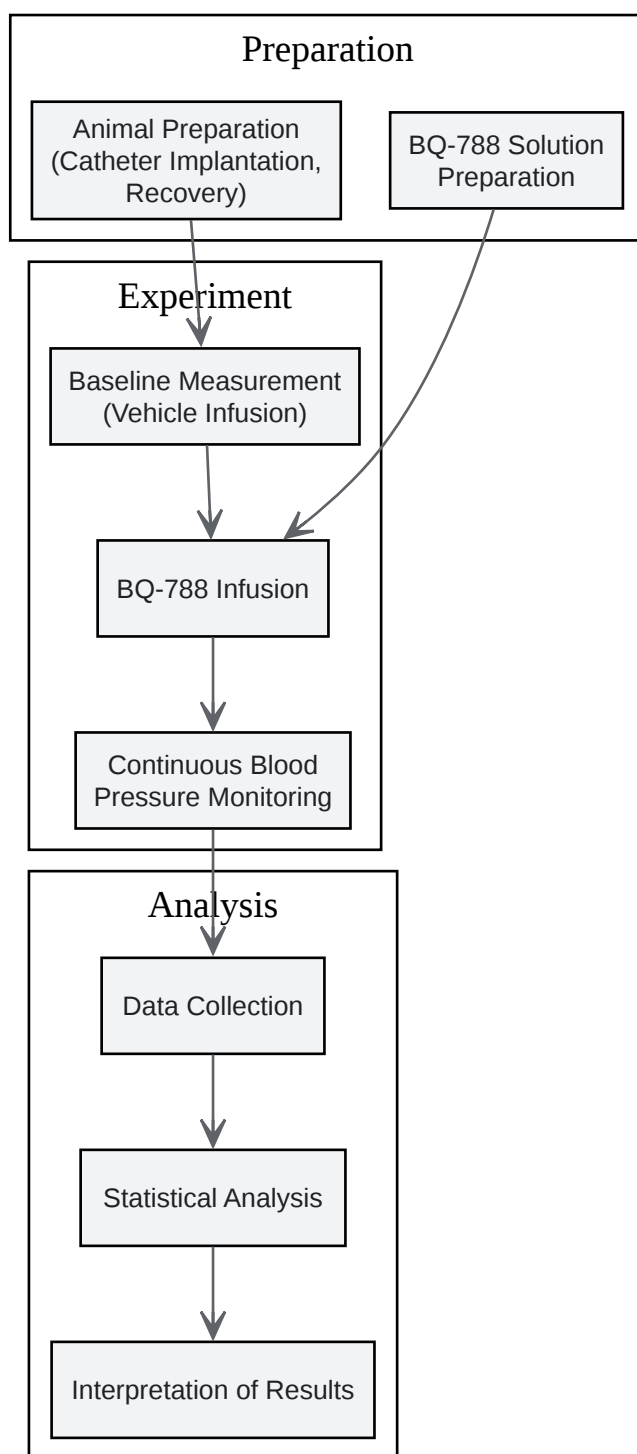 Preparation
Animal Preparation
(Catheter Implantation,
Recovery)
BQ-788 Solution
Preparation
Experiment
Baseline Measurement
(Vehicle Infusion)
BQ-788 Infusion
Continuous Blood
Pressure Monitoring
Analysis
Data Collection
Statistical Analysis
Interpretation of Results